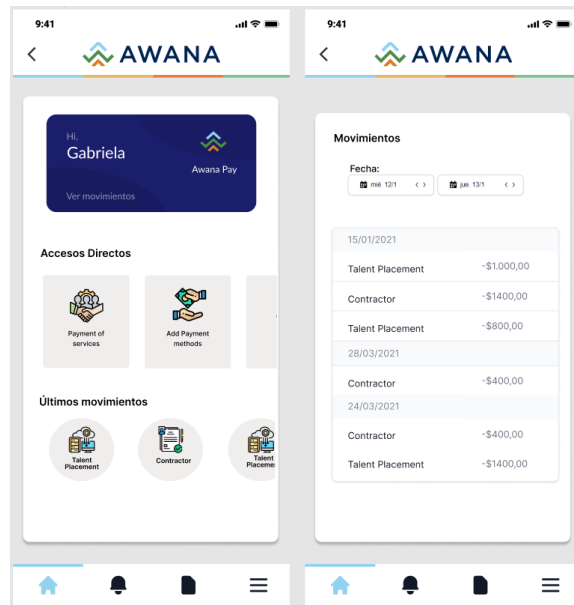 9:41
AWANA
Hi,
Gabriela
Awana Pay
Ver movimientos
Accesos Directos
Payment of
services
Add Payment
methods
Últimos movimientos
Talent
Placement
Contractor
Talent
Placeme
9:41
AWANA
Movimientos
Fecha:
mié 12/1 < > jue 13/1 < >
15/01/2021
Talent Placement -$1.000,00
Contractor -$1400,00
Talent Placement -$800,00
28/03/2021
Contractor -$400,00
24/03/2021
Contractor -$400,00
Talent Placement -$1400,00